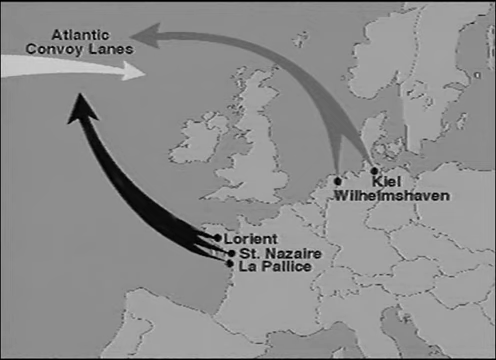 Atlantic
Convoy Lanes
Kiel
Wilhelmshaven
Lorient
St. Nazaire
La Pallice